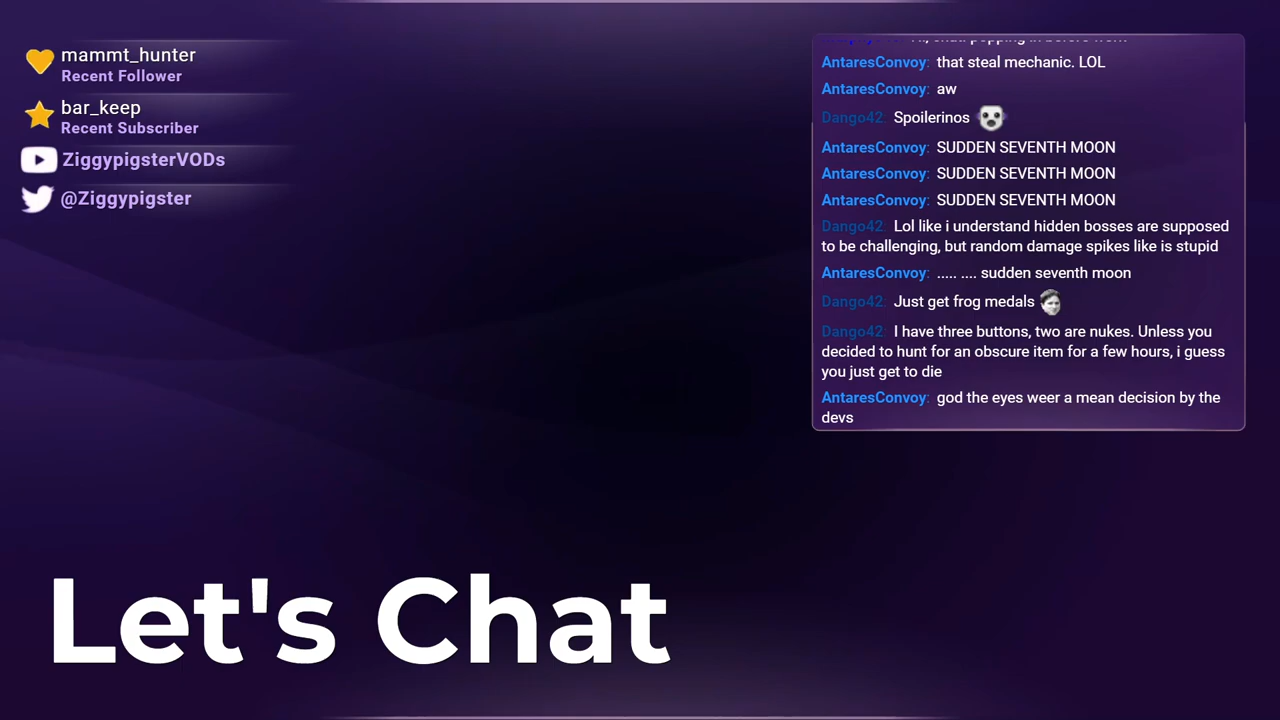 mammt_hunter
Recent Follower
bar_keep
Recent Subscriber
ZiggypigsterVODs
@Ziggypigster
AntaresConvoy: that steal mechanic. LOL
AntaresConvoy: aw
Dango42: Spoilerinos
AntaresConvoy: SUDDEN SEVENTH MOON
AntaresConvoy: SUDDEN SEVENTH MOON
AntaresConvoy: SUDDEN SEVENTH MOON
Dango42: Lol like i understand hidden bosses are supposed
to be challenging, but random damage spikes like is stupid
AntaresConvoy: ..... .... sudden seventh moon
Dango42: Just get frog medals
Dango42: I have three buttons, two are nukes. Unless you
decided to hunt for an obscure item for a few hours, i guess
you just get to die
AntaresConvoy: god the eyes weer a mean decision by the
devs
Let's Chat